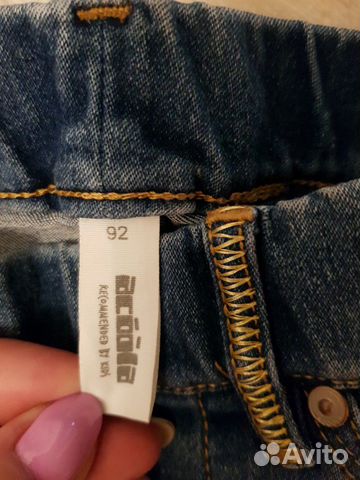 92
acoola
RECOMMENDED BY KIDS
Avito